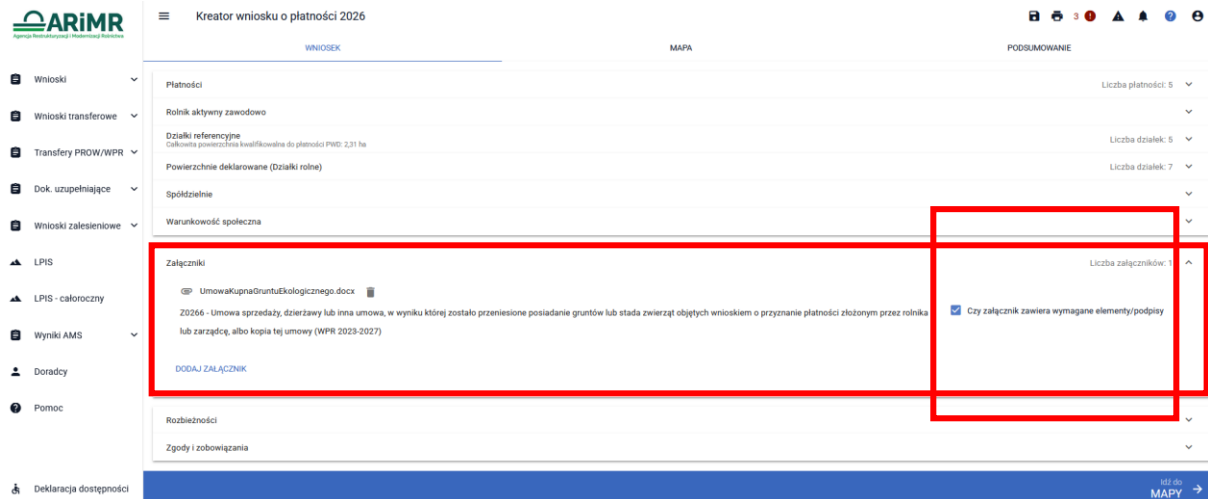 ARiMR
Agencja Restrukturyzacji i Modernizacji Rolnictwa
Kreator wniosku o płatności 2026
3
WNIOSEK
MAPA
PODSUMOWANIE
Wnioski
Wnioski transferowe
Transfery PROW/WPR
Dok. uzupełniające
Wnioski zalesieniowe
LPIS
LPIS - całoroczny
Wyniki AMS
Doradcy
Pomoc
Deklaracja dostępności
Płatności
Liczba płatności: 5
Rolnik aktywny zawodowo
Działki referencyjne
Całkowita powierzchnia kwalifikowalna do płatności PWD: 2,31 ha
Liczba działek: 5
Powierzchnie deklarowane (Działki rolne)
Liczba działek: 7
Spółdzielnie
Warunkowość społeczna
Załączniki
Liczba załączników: 1
UmowaKupnaGruntuEkologicznego.docx
Z0266 - Umowa sprzedaży, dzierżawy lub inna umowa, w wyniku której zostało przeniesione posiadanie gruntów lub stada zwierząt objętych wnioskiem o przyznanie płatności złożonym przez rolnika
lub zarządcę, albo kopia tej umowy (WPR 2023-2027)
Czy załącznik zawiera wymagane elementy/podpisy
DODAJ ZAŁĄCZNIK
Rozbieżności
Zgody i zobowiązania
Idź do
MAPY